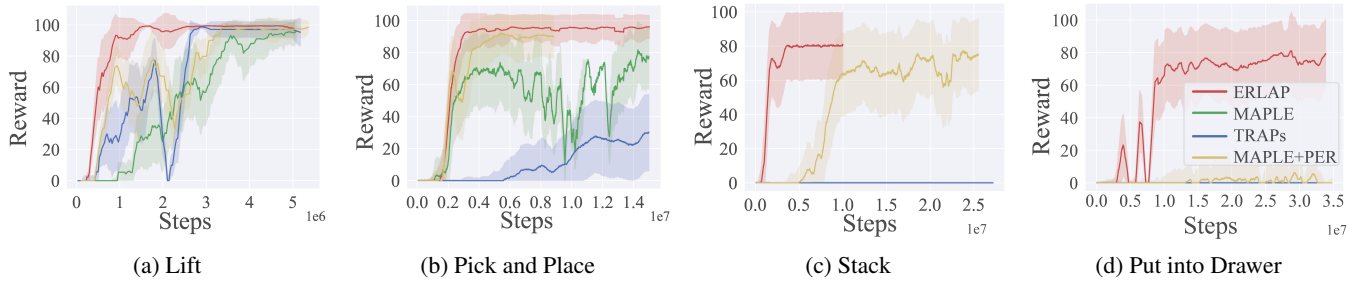 Reward
100
80
60
40
20
0
0 1 2 3 4 5
1e6
Steps
(a) Lift
Reward
100
80
60
40
20
0
0.0 0.2 0.4 0.6 0.8 1.0 1.2 1.4
1e7
Steps
(b) Pick and Place
Reward
100
80
60
40
20
0
0.0 0.5 1.0 1.5 2.0 2.5
1e7
Steps
(c) Stack
Reward
100
80
60
40
20
0
ERLAP
MAPLE
TRAPs
MAPLE+PER
0.0 0.5 1.0 1.5 2.0 2.5 3.0 3.5
1e7
Steps
(d) Put into Drawer